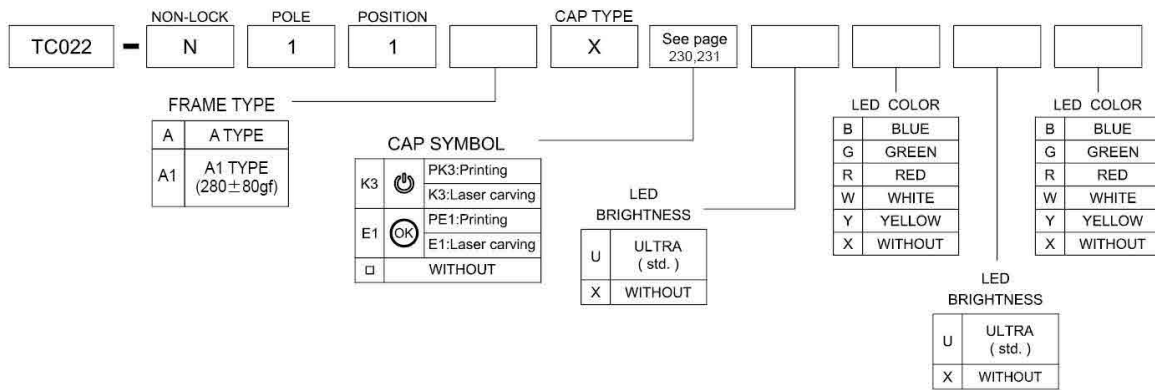 NON-LOCK POLE POSITION CAP TYPE
TC022 - N 1 1 X See page
230,231
FRAME TYPE
A A TYPE
A1 A1 TYPE
(280±80gf)
CAP SYMBOL
K3 PK3:Printing
K3:Laser carving
E1 OK PE1:Printing
E1:Laser carving
□ WITHOUT
LED
BRIGHTNESS
U ULTRA
( std. )
X WITHOUT
LED COLOR
B BLUE
G GREEN
R RED
W WHITE
Y YELLOW
X WITHOUT
LED
BRIGHTNESS
U ULTRA
( std. )
X WITHOUT
LED COLOR
B BLUE
G GREEN
R RED
W WHITE
Y YELLOW
X WITHOUT